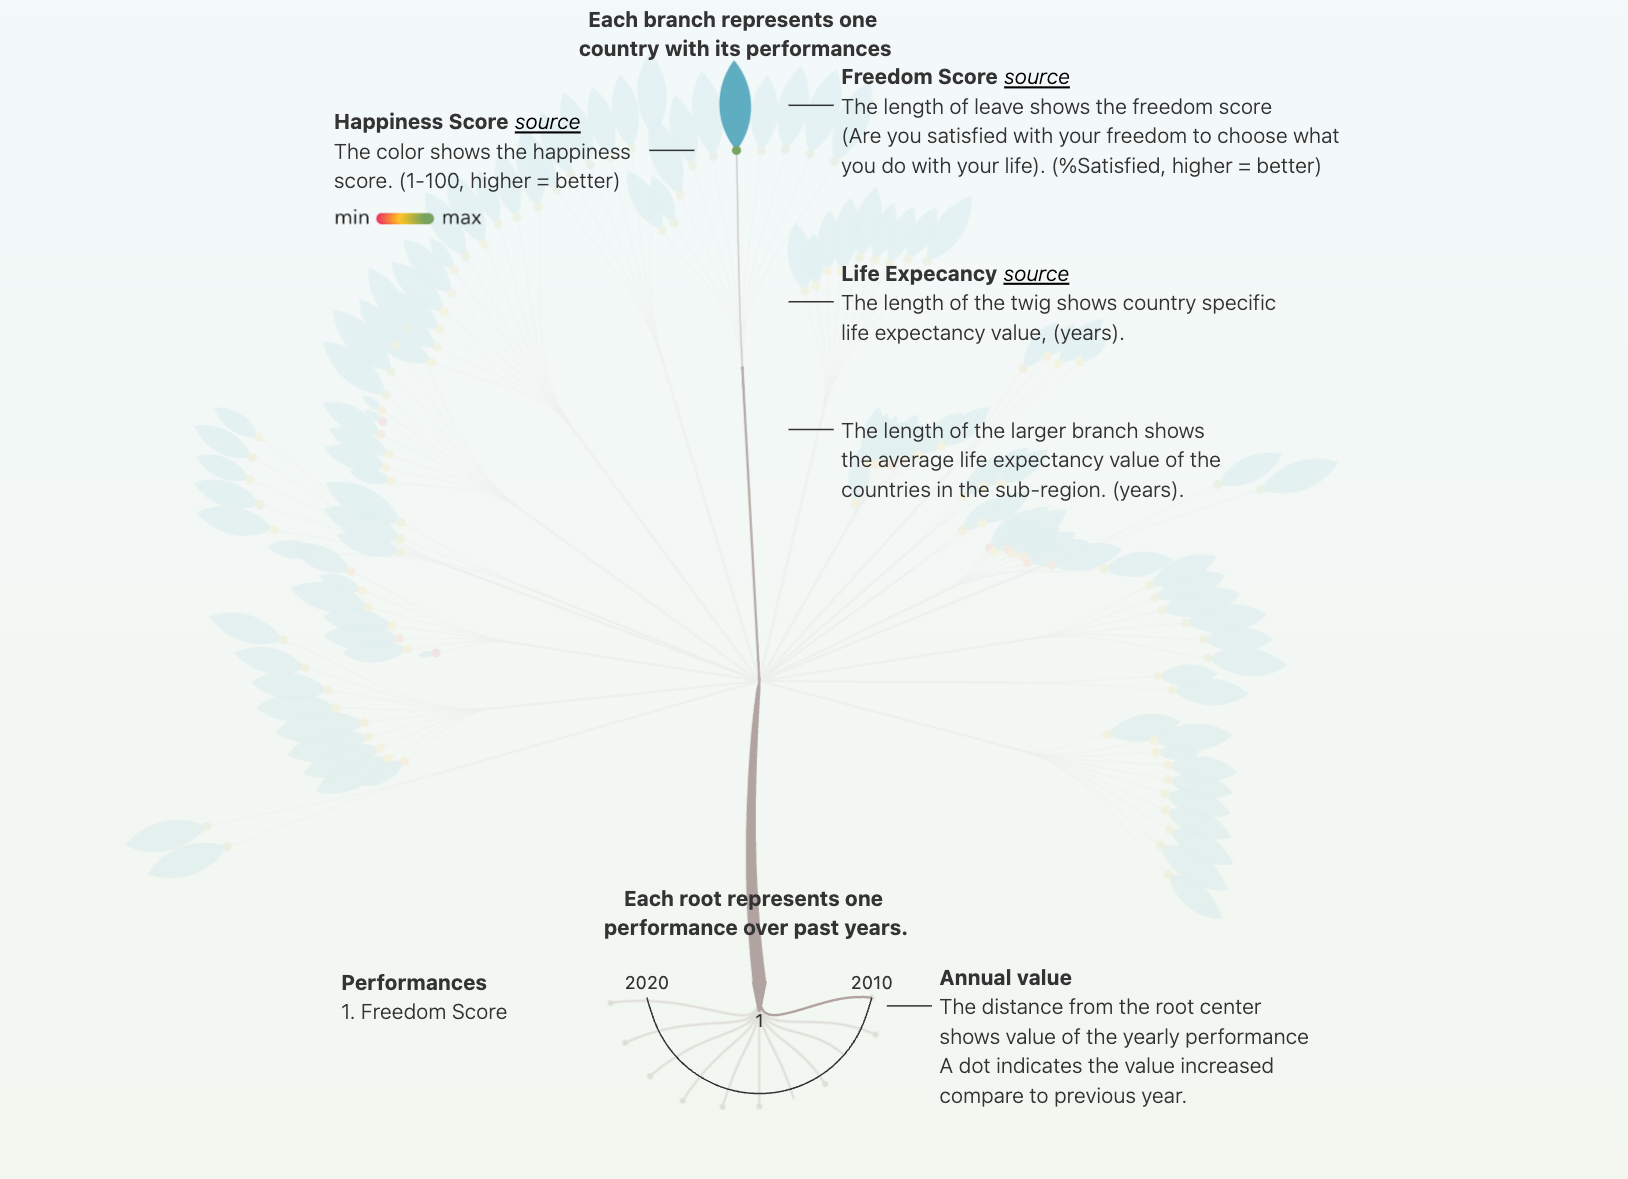 Each branch represents one
country with its performances
Happiness Score source
The color shows the happiness
score. (1-100, higher = better)
min max
Freedom Score source
The length of leave shows the freedom score
(Are you satisfied with your freedom to choose what
you do with your life). (%Satisfied, higher = better)
Life Expecancy source
The length of the twig shows country specific
life expectancy value, (years).
The length of the larger branch shows
the average life expectancy value of the
countries in the sub-region. (years).
Each root represents one
performance over past years.
Performances
1. Freedom Score
2020
2010
1
Annual value
The distance from the root center
shows value of the yearly performance
A dot indicates the value increased
compare to previous year.